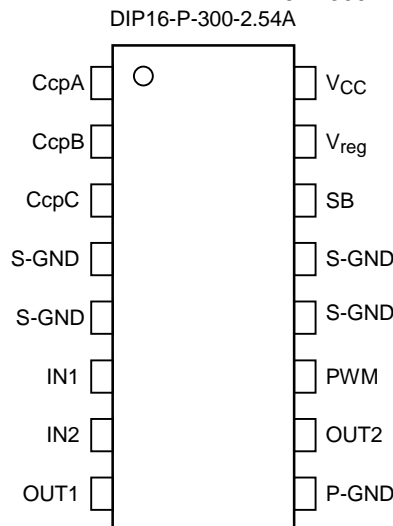 DIP16-P-300-2.54A
CcpA VCC
CcpB Vreg
CcpC SB
S-GND S-GND
S-GND S-GND
IN1 PWM
IN2 OUT2
OUT1 P-GND